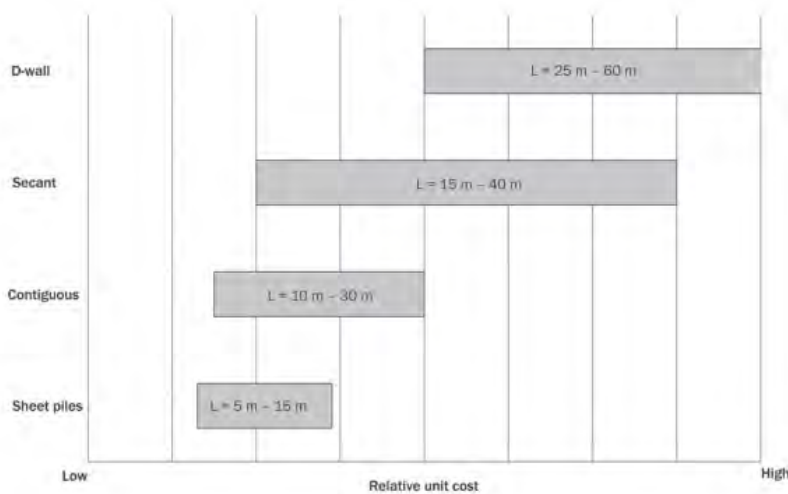 D-wall
L = 25 m – 60 m
Secant
L = 15 m – 40 m
Contiguous
L = 10 m – 30 m
Sheet piles
L = 5 m – 15 m
Low
Relative unit cost
High